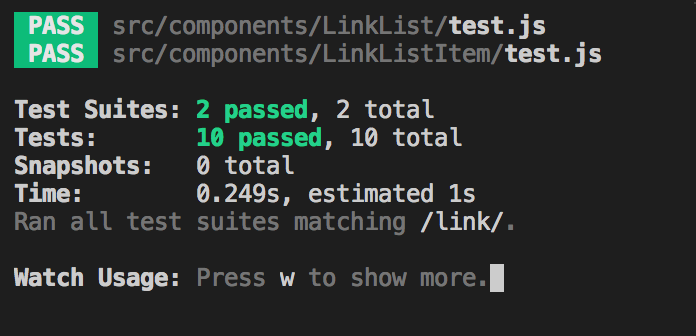 PASS src/components/LinkList/test.js
PASS src/components/LinkListItem/test.js
Test Suites: 2 passed, 2 total
Tests: 10 passed, 10 total
Snapshots: 0 total
Time: 0.249s, estimated 1s
Ran all test suites matching /link/.
Watch Usage: Press w to show more.